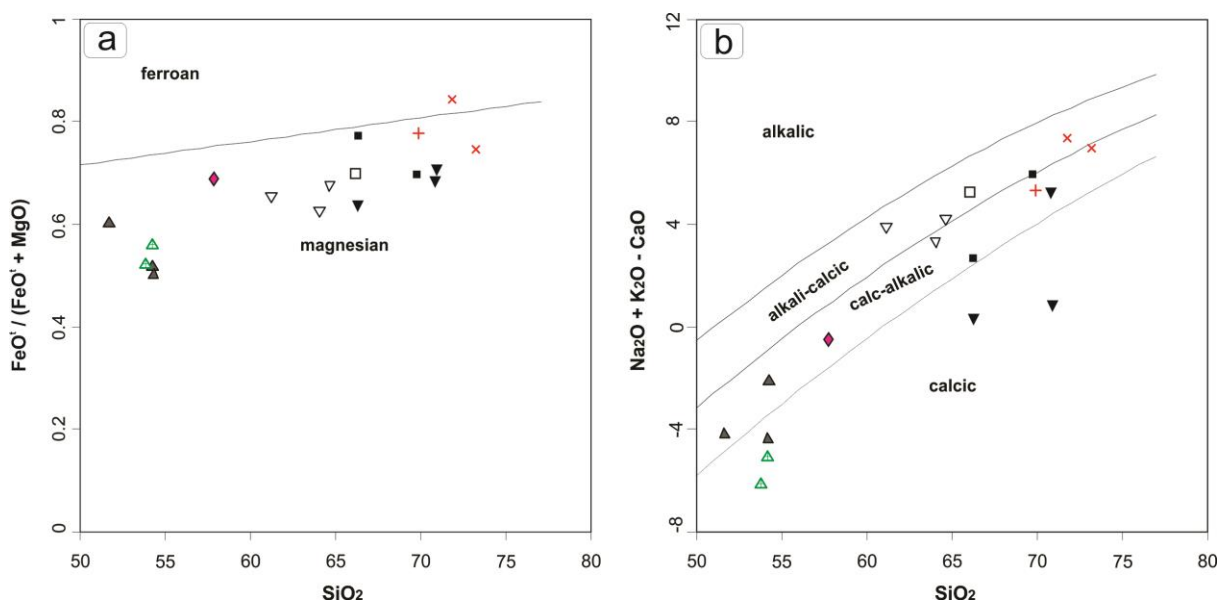 a
ferroan
magnesian
FeOᵗ / (FeOᵗ + MgO)
1
0.8
0.6
0.4
0.2
0
50
55
60
65
70
75
80
SiO₂
b
alkalic
alkali-calcic
calc-alkalic
calcic
Na₂O + K₂O - CaO
12
8
4
0
-4
-8
50
55
60
65
70
75
80
SiO₂